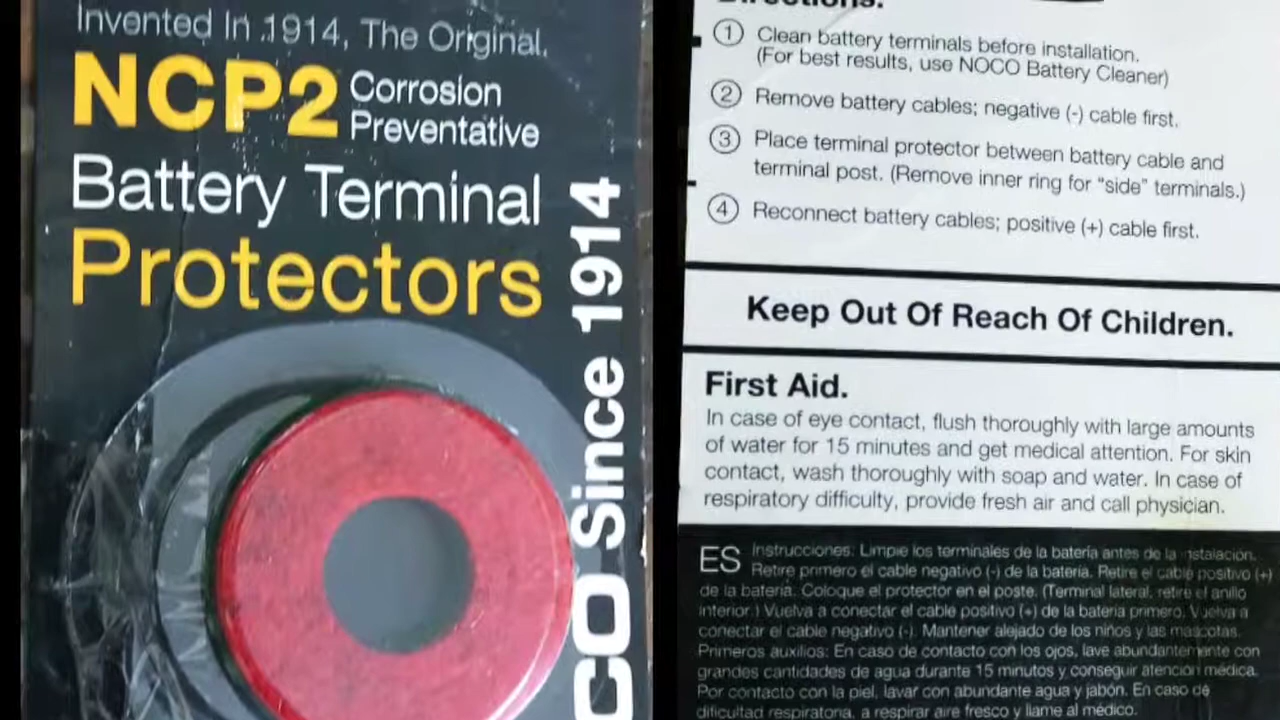 Invented In 1914, The Original.
NCP2 Corrosion
Preventative
Battery Terminal
Protectors
CO Since 1914
Directions.
1 Clean battery terminals before installation.
(For best results, use NOCO Battery Cleaner)
2 Remove battery cables; negative (-) cable first.
3 Place terminal protector between battery cable and
terminal post. (Remove inner ring for “side” terminals.)
4 Reconnect battery cables; positive (+) cable first.
Keep Out Of Reach Of Children.
First Aid.
In case of eye contact, flush thoroughly with large amounts
of water for 15 minutes and get medical attention. For skin
contact, wash thoroughly with soap and water. In case of
respiratory difficulty, provide fresh air and call physician.
ES Instrucciones: Limpie los terminales de la batería antes de la instalación.
Retire primero el cable negativo (-) de la batería. Retire el cable positivo (+)
de la batería. Coloque el protector en el poste. (Terminal lateral, retire el anillo
interior.) Vuelva a conectar el cable positivo (+) de la batería primero. Vuelva a
conectar el cable negativo (-). Mantener alejado de los niños y las mascotas.
Primeros auxilios: En caso de contacto con los ojos, lave abundantemente con
grandes cantidades de agua durante 15 minutos y conseguir atención médica.
Por contacto con la piel, lavar con abundante agua y jabón. En caso de
dificultad respiratoria, a respirar aire fresco y llame al médico.